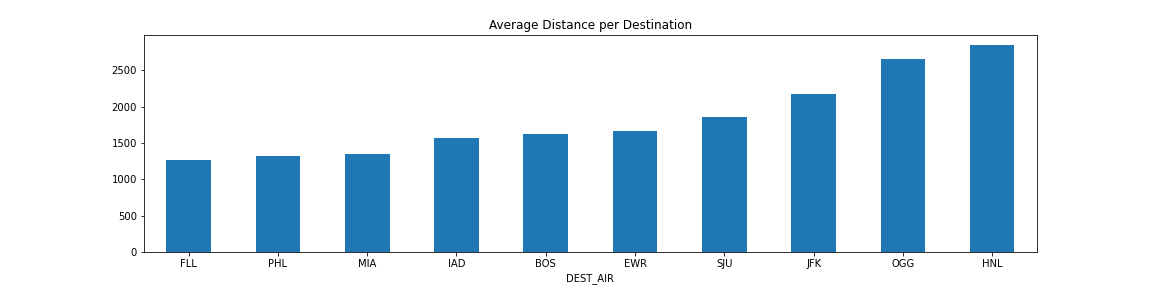 Average Distance per Destination
2500
2000
1500
1000
500
0
FLL PHL MIA IAD BOS EWR SJU JFK OGG HNL
DEST_AIR